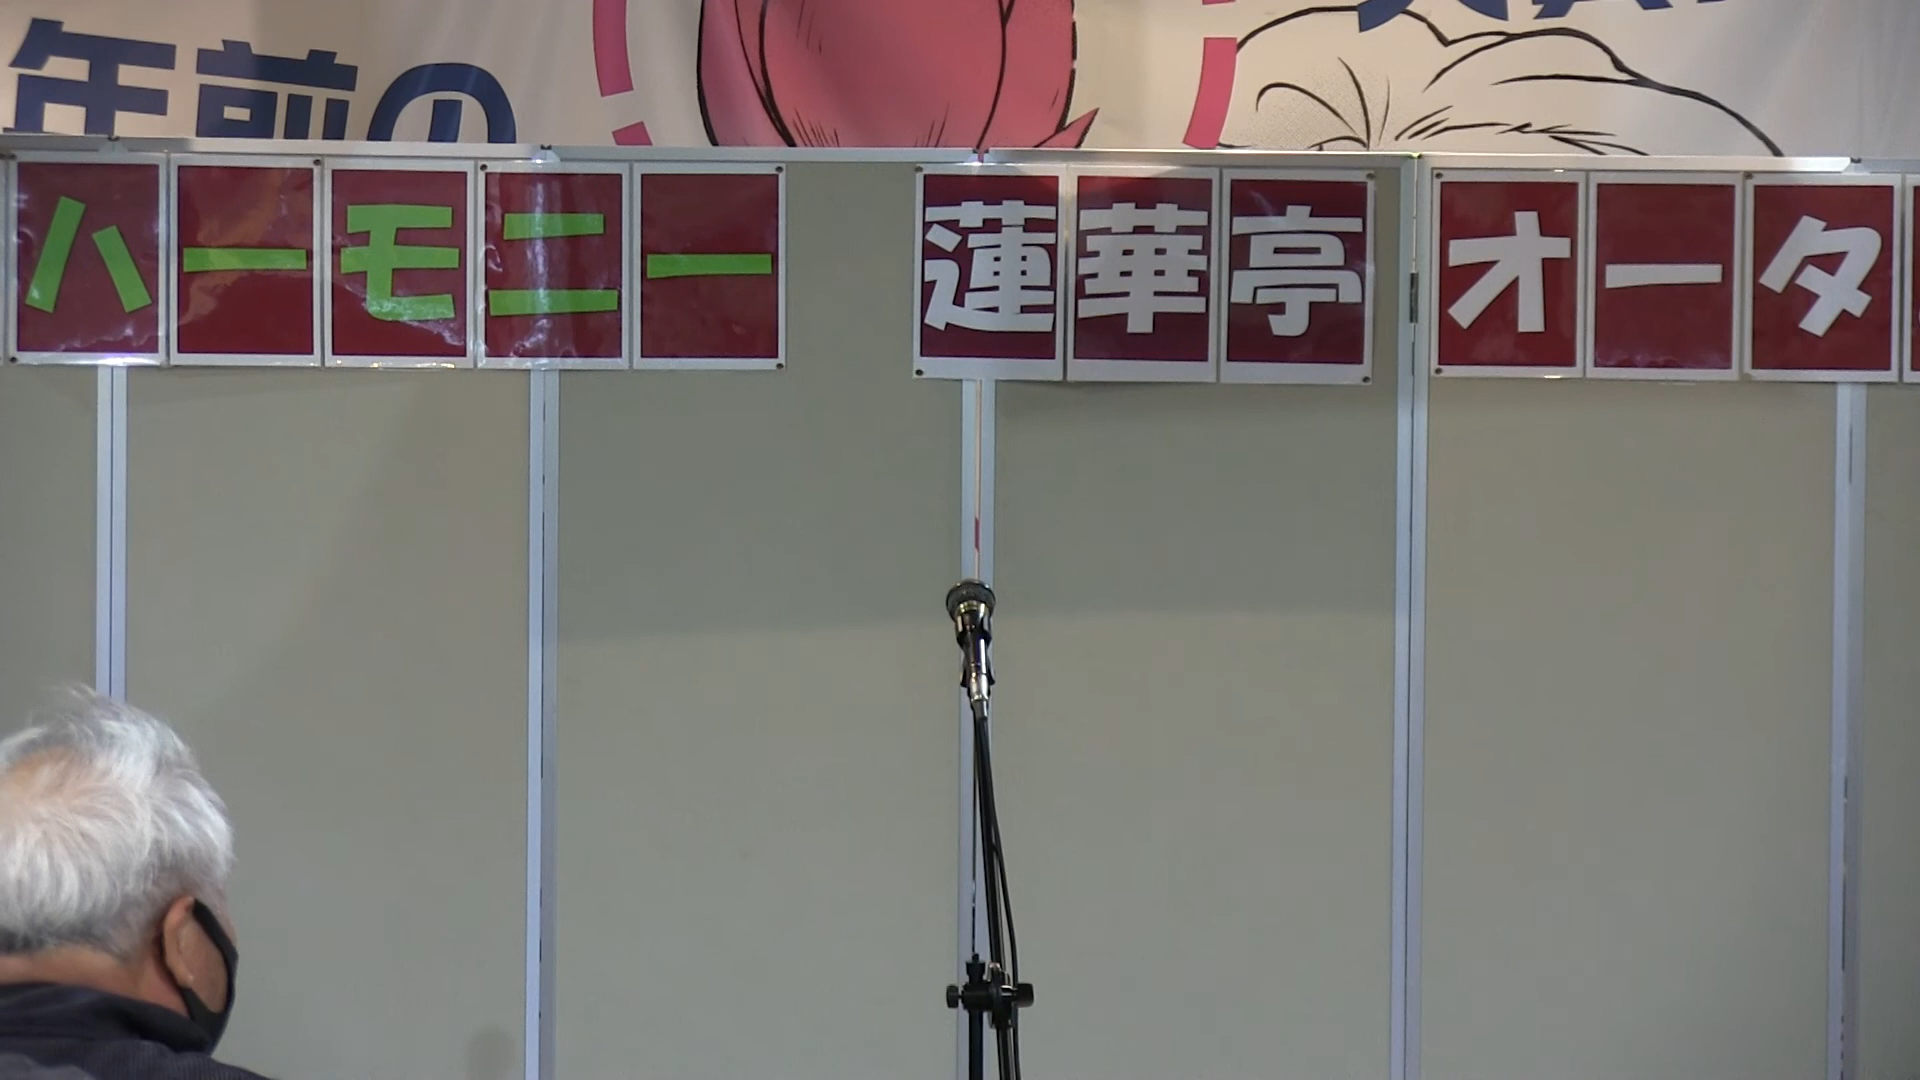 年前の
ハーモニー 蓮華亭 オータ